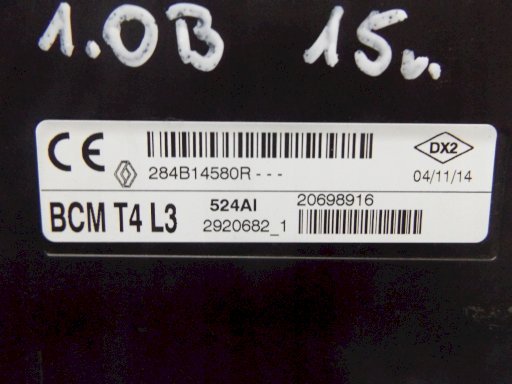 1.0B 15r.
CE 284B14580R - - - DX2
04/11/14
BCM T4 L3 524AI 20698916
2920682_1